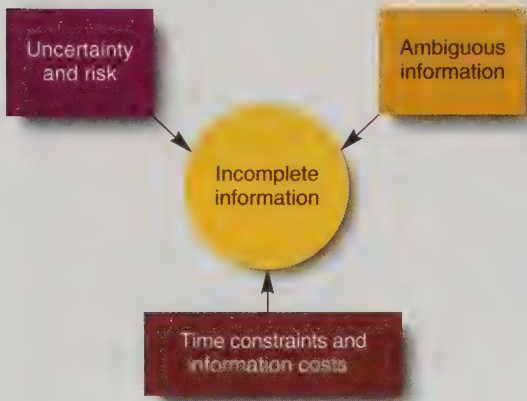 Uncertainty
and risk
Ambiguous
information
Incomplete
information
Time constraints and
information costs